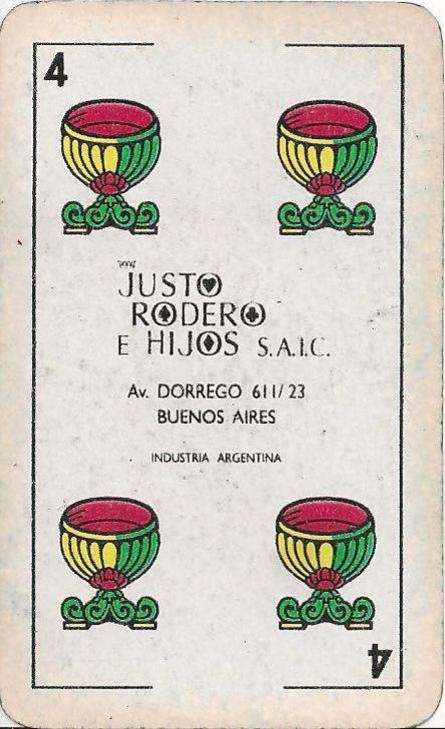 4
JUSTO
RODERO
E HIJOS S.A.I.C.
Av. DORREGO 611/23
BUENOS AIRES
INDUSTRIA ARGENTINA
4